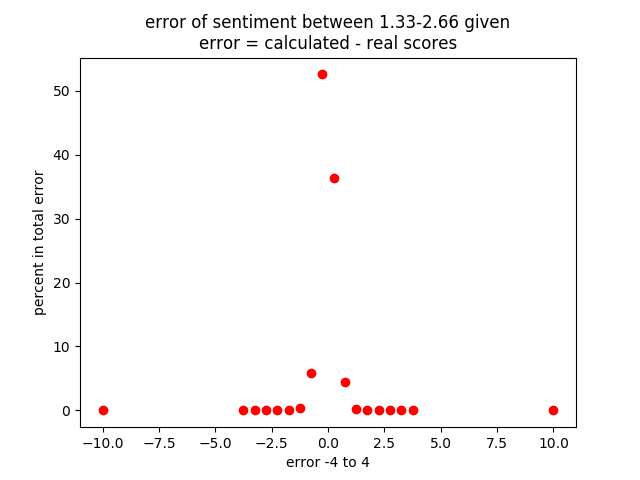 error of sentiment between 1.33-2.66 given
error = calculated - real scores
percent in total error
50
40
30
20
10
0
−10.0 −7.5 −5.0 −2.5 0.0 2.5 5.0 7.5 10.0
error -4 to 4